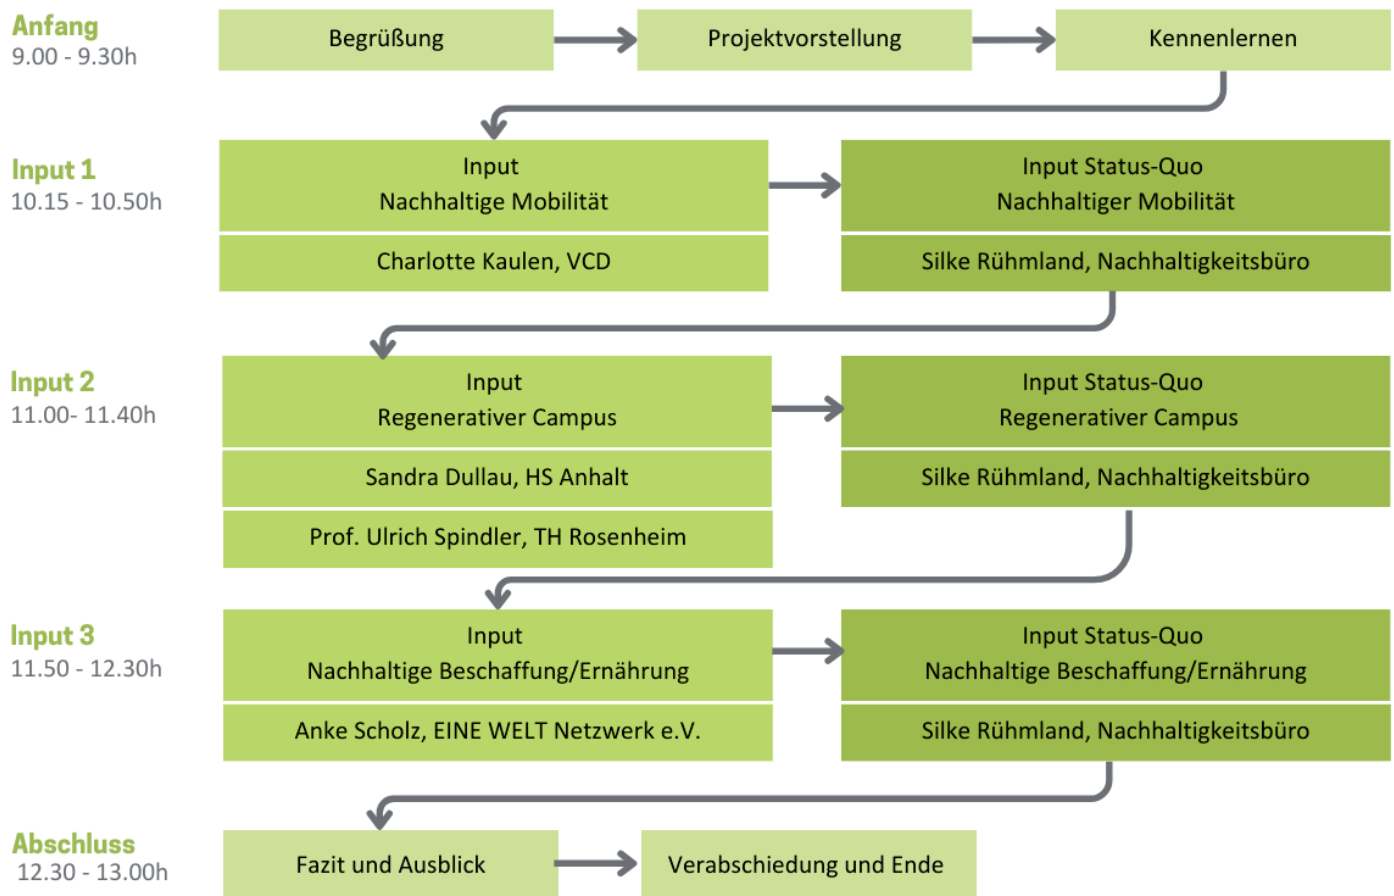 Anfang
9.00 - 9.30h
Begrüßung
Projektvorstellung
Kennenlernen
Input 1
10.15 - 10.50h
Input
Nachhaltige Mobilität
Charlotte Kaulen, VCD
Input Status-Quo
Nachhaltiger Mobilität
Silke Rühmland, Nachhaltigkeitsbüro
Input 2
11.00- 11.40h
Input
Regenerativer Campus
Sandra Dullau, HS Anhalt
Prof. Ulrich Spindler, TH Rosenheim
Input Status-Quo
Regenerativer Campus
Silke Rühmland, Nachhaltigkeitsbüro
Input 3
11.50 - 12.30h
Input
Nachhaltige Beschaffung/Ernährung
Anke Scholz, EINE WELT Netzwerk e.V.
Input Status-Quo
Nachhaltige Beschaffung/Ernährung
Silke Rühmland, Nachhaltigkeitsbüro
Abschluss
12.30 - 13.00h
Fazit und Ausblick
Verabschiedung und Ende